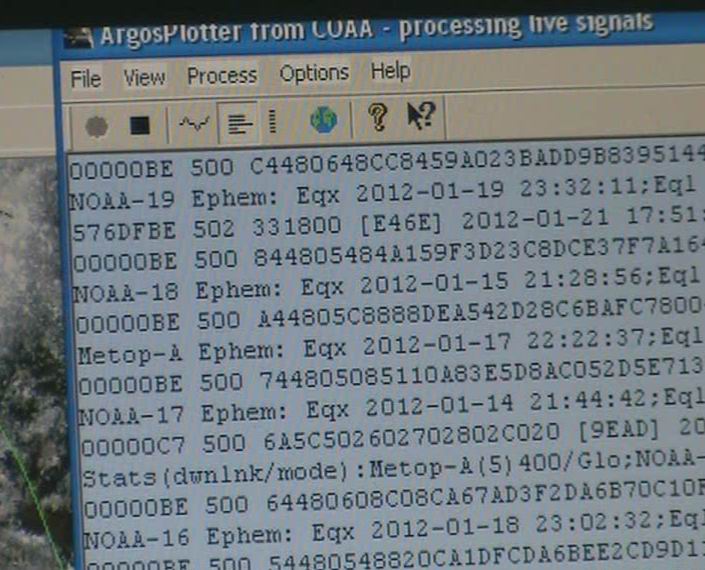 ArgosPlotter from COAA - processing live signals
File View Process Options Help
00000BE 500 C4480648CC8459A023BADD9B8395144
NOAA-19 Ephem: Eqx 2012-01-19 23:32:11;Eql
576DFBE 502 331800 [E46E] 2012-01-21 17:51:
00000BE 500 844805484A159F3D23C8DCE37F7A164
NOAA-18 Ephem: Eqx 2012-01-15 21:28:56;Eql
00000BE 500 A44805C8888DEA542D28C6BAFC7800
Metop-A Ephem: Eqx 2012-01-17 22:22:37;Eql
00000BE 500 744805085110A83E5D8AC052D5E713
NOAA-17 Ephem: Eqx 2012-01-14 21:44:42;Eql
00000C7 500 6A5C502602702802C020 [9EAD] 20
Stats(dwnlnk/mode):Metop-A(5)400/Glo;NOAA-
00000BE 500 64480608C08CA67AD3F2DA6B70C10F
NOAA-16 Ephem: Eqx 2012-01-18 23:02:32;Eql
00000BE 500 54480548820CA1DFCDA6BEE2CD9D1